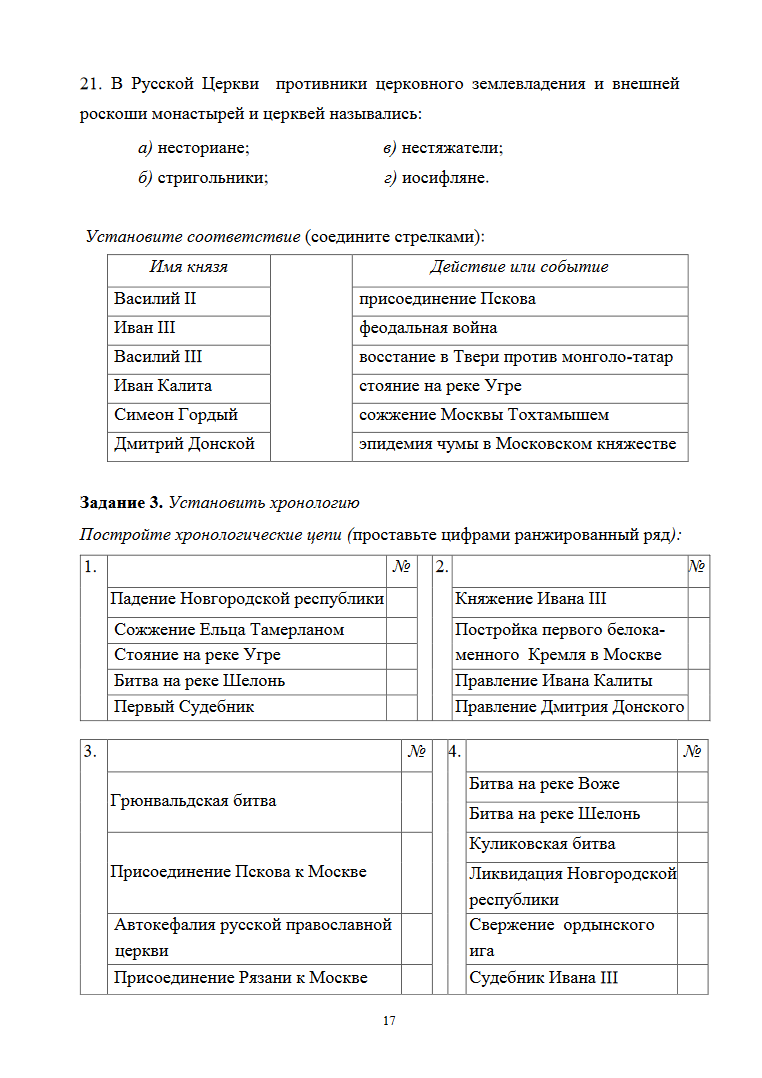 21. В Русской Церкви противники церковного землевладения и внешней
роскоши монастырей и церквей назывались:
а) несториане; в) нестяжатели;
б) стригольники; г) иосифляне.
Установите соответствие (соедините стрелками):
Имя князя Действие или событие
Василий II присоединение Пскова
Иван III феодальная война
Василий III восстание в Твери против монголо-татар
Иван Калита стояние на реке Угре
Симеон Гордый сожжение Москвы Тохтамышем
Дмитрий Донской эпидемия чумы в Московском княжестве
Задание 3. Установить хронологию
Постройте хронологические цепи (проставьте цифрами ранжированный ряд):
1. №
Падение Новгородской республики
Сожжение Ельца Тамерланом
Стояние на реке Угре
Битва на реке Шелонь
Первый Судебник
2. №
Княжение Ивана III
Постройка первого белока-
менного Кремля в Москве
Правление Ивана Калиты
Правление Дмитрия Донского
3. №
Грюнвальдская битва
Присоединение Пскова к Москве
Автокефалия русской православной
церкви
Присоединение Рязани к Москве
4. №
Битва на реке Воже
Битва на реке Шелонь
Куликовская битва
Ликвидация Новгородской
республики
Свержение ордынского
ига
Судебник Ивана III
17